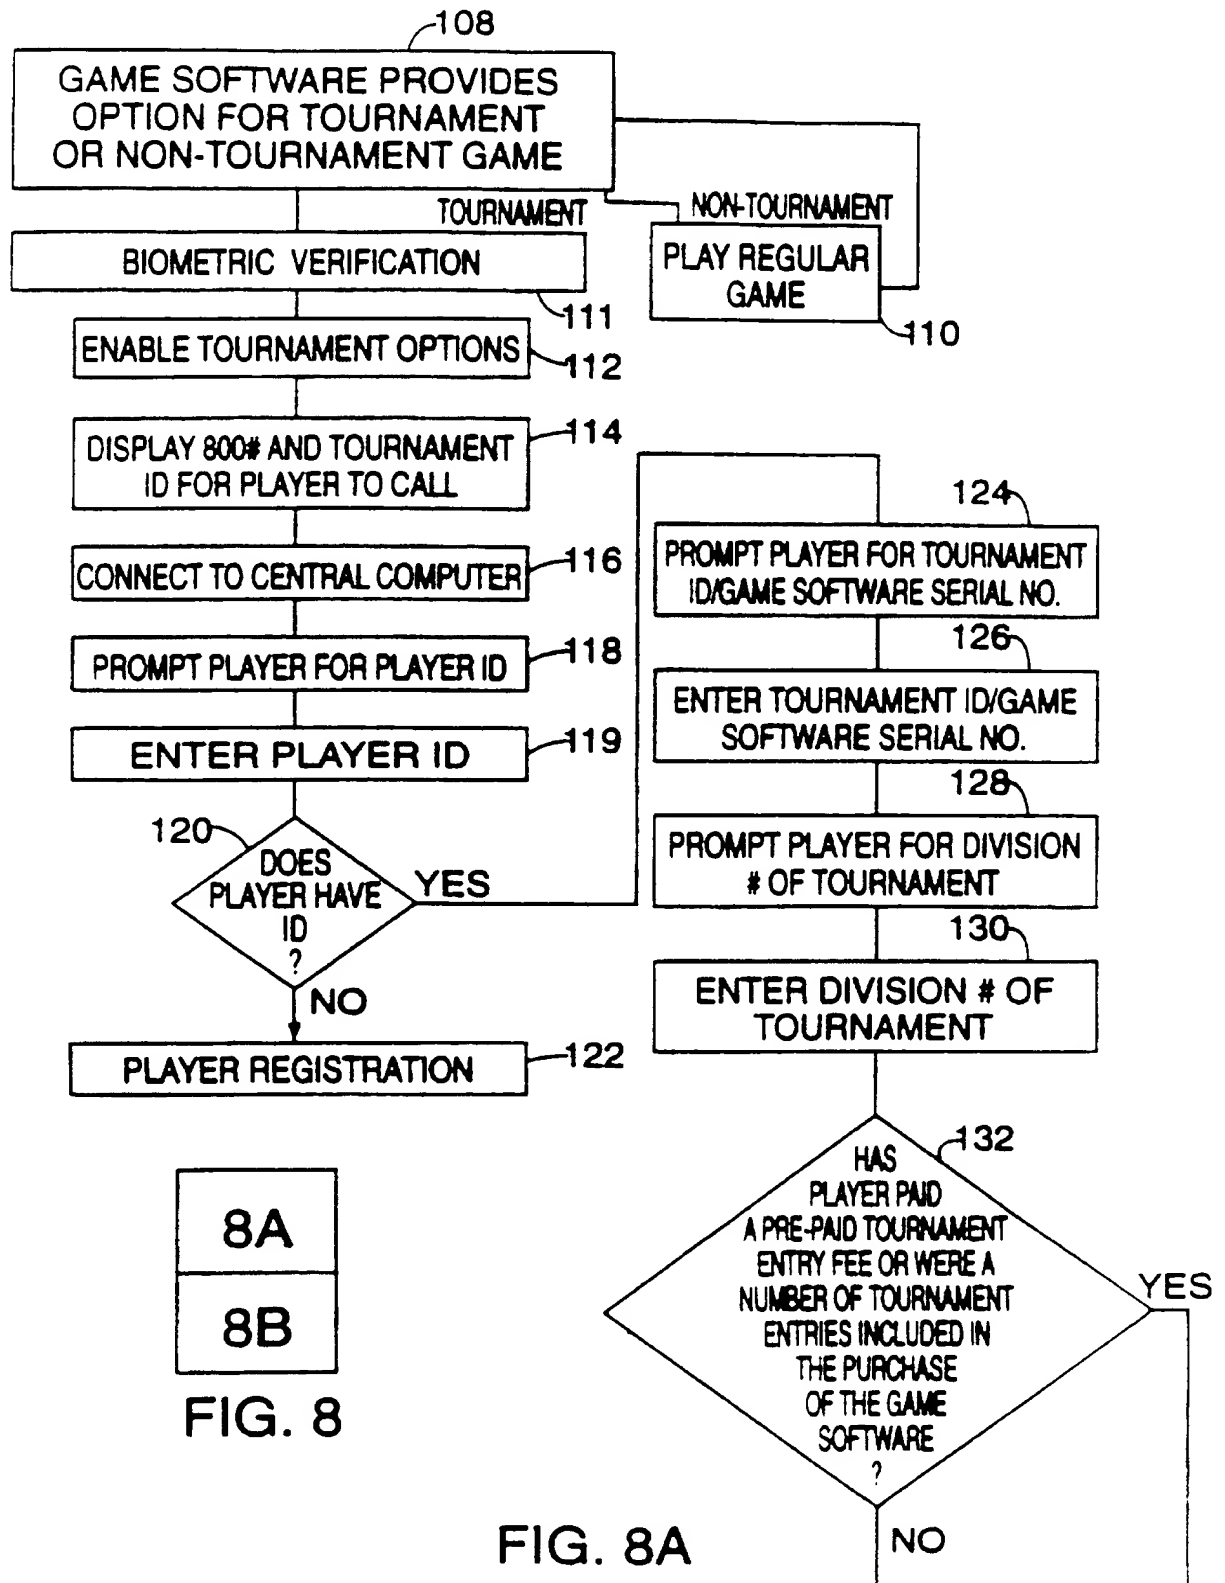 108
GAME SOFTWARE PROVIDES
OPTION FOR TOURNAMENT
OR NON-TOURNAMENT GAME
TOURNAMENT
NON-TOURNAMENT
BIOMETRIC VERIFICATION
111
PLAY REGULAR
GAME
110
ENABLE TOURNAMENT OPTIONS
112
DISPLAY 800# AND TOURNAMENT
ID FOR PLAYER TO CALL
114
CONNECT TO CENTRAL COMPUTER
116
PROMPT PLAYER FOR PLAYER ID
118
ENTER PLAYER ID
119
120
DOES
PLAYER HAVE
ID
?
YES
NO
PLAYER REGISTRATION
122
124
PROMPT PLAYER FOR TOURNAMENT
ID/GAME SOFTWARE SERIAL NO.
126
ENTER TOURNAMENT ID/GAME
SOFTWARE SERIAL NO.
128
PROMPT PLAYER FOR DIVISION
# OF TOURNAMENT
130
ENTER DIVISION # OF
TOURNAMENT
132
HAS
PLAYER PAID
A PRE-PAID TOURNAMENT
ENTRY FEE OR WERE A
NUMBER OF TOURNAMENT
ENTRIES INCLUDED IN
THE PURCHASE
OF THE GAME
SOFTWARE
?
YES
NO
8A
8B
FIG. 8
FIG. 8A